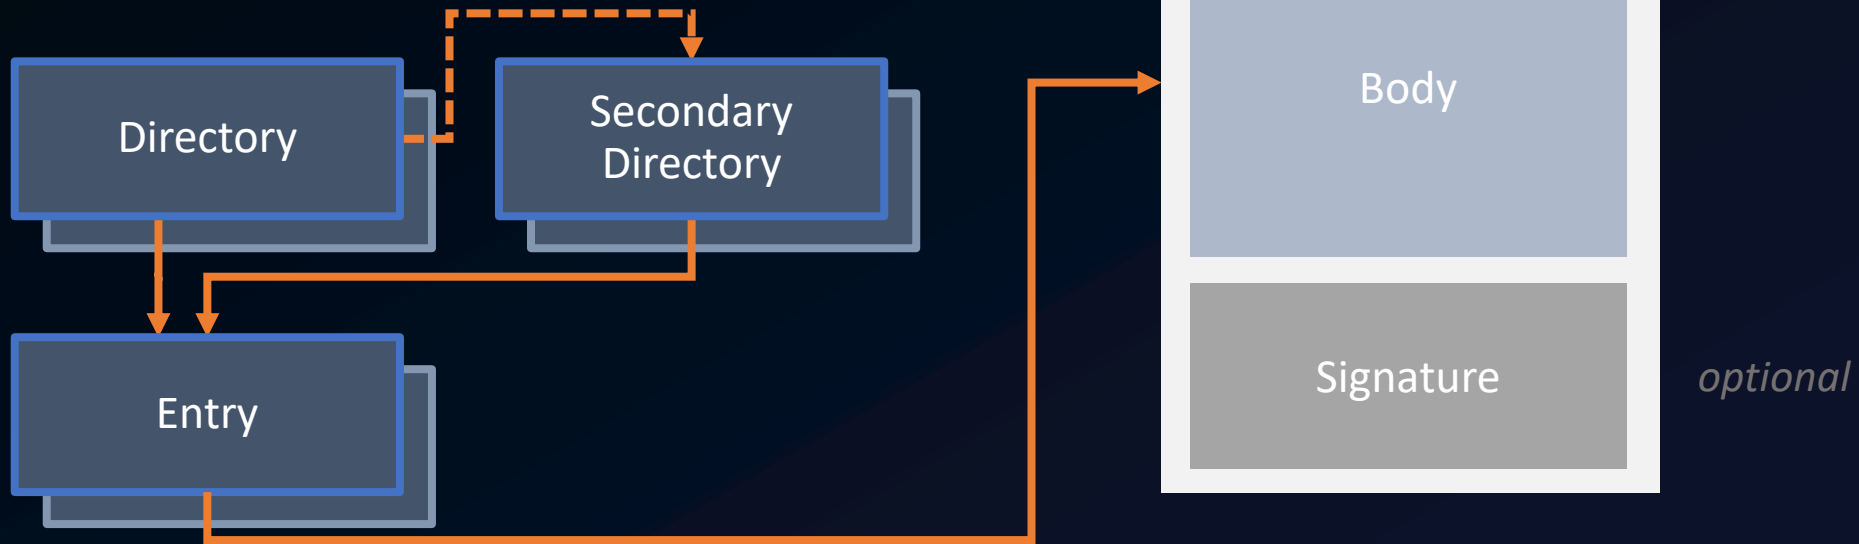 Directory
Secondary
Directory
Body
Entry
Signature
optional